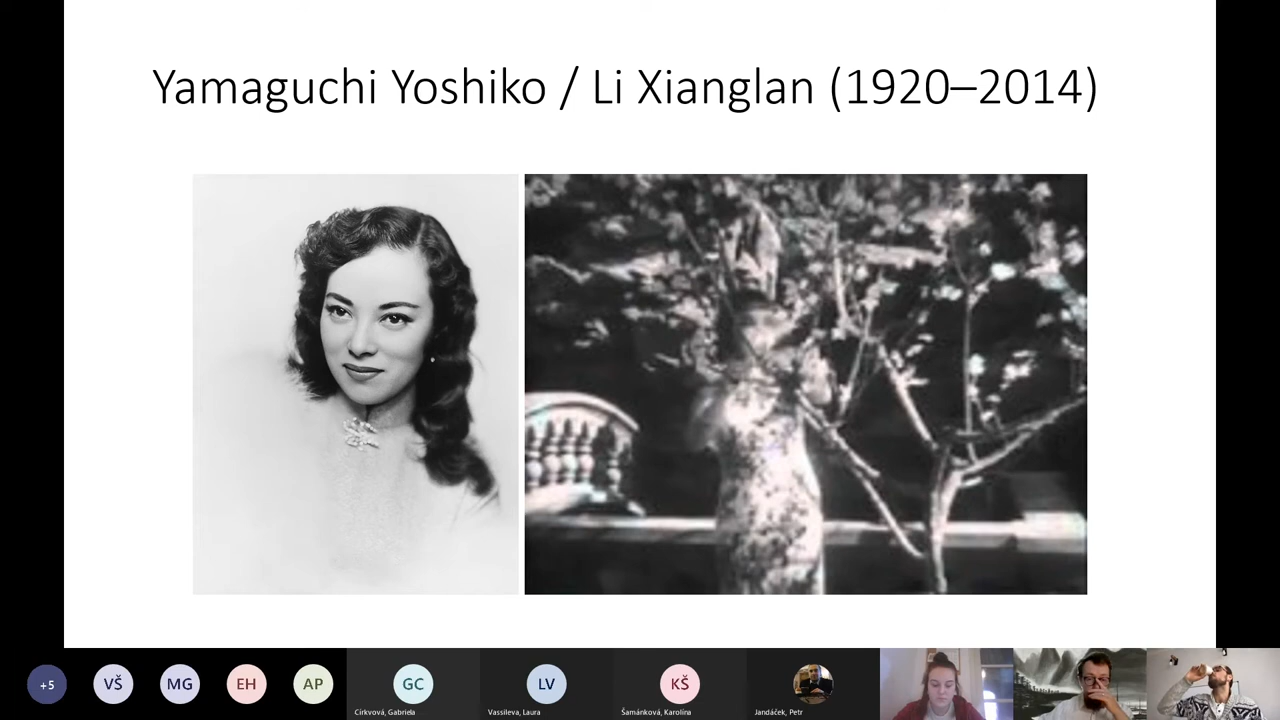 Yamaguchi Yoshiko / Li Xianglan (1920–2014)
+5
VŠ
MG
EH
AP
GC
LV
KŠ
Církvová, Gabriela
Vassileva, Laura
Šamánková, Karolína
Jandáček, Petr